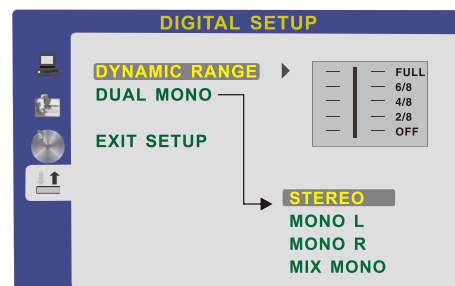 DIGITAL SETUP
DYNAMIC RANGE
DUAL MONO
EXIT SETUP
FULL
6/8
4/8
2/8
OFF
STEREO
MONO L
MONO R
MIX MONO